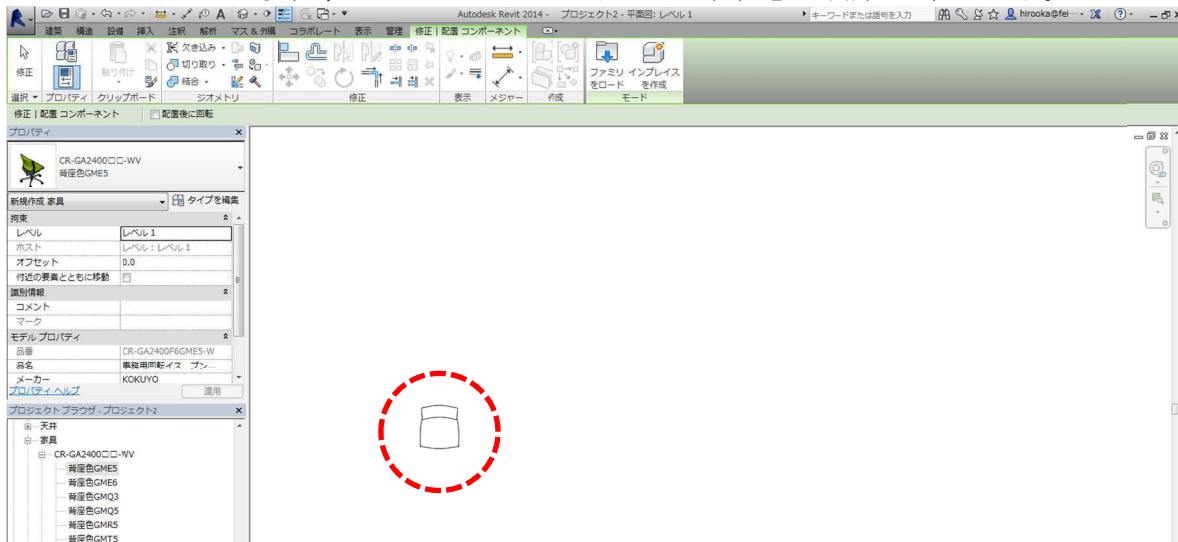 Autodesk Revit 2014 - プロジェクト2 - 平面図: レベル 1
キーワードまたは語句を入力
hirooka@fei…
建築 構造 設備 挿入 注釈 解析 マス & 外構 コラボレート 表示 管理 修正 | 配置 コンポーネント
修正
貼り付け
欠き込み
切り取り
結合
ファミリをロード
インプレイスを作成
選択 プロパティ クリップボード ジオメトリ 修正 表示 メジャー 作成 モード
修正 | 配置 コンポーネント 配置後に回転
プロパティ
CR-GA2400□□-WV
背座色GME5
新規作成 家具 タイプを編集
拘束
レベル レベル 1
ホスト レベル : レベル 1
オフセット 0.0
付近の要素とともに移動
識別情報
コメント
マーク
モデル プロパティ
品番 CR-GA2400F6GME5-W
品名 事務用回転イス プン...
メーカー KOKUYO
プロパティ ヘルプ 適用
プロジェクト ブラウザ - プロジェクト2
天井
家具
CR-GA2400□□-WV
背座色GME5
背座色GME6
背座色GMQ3
背座色GMQ5
背座色GMR5
背座色GMT5